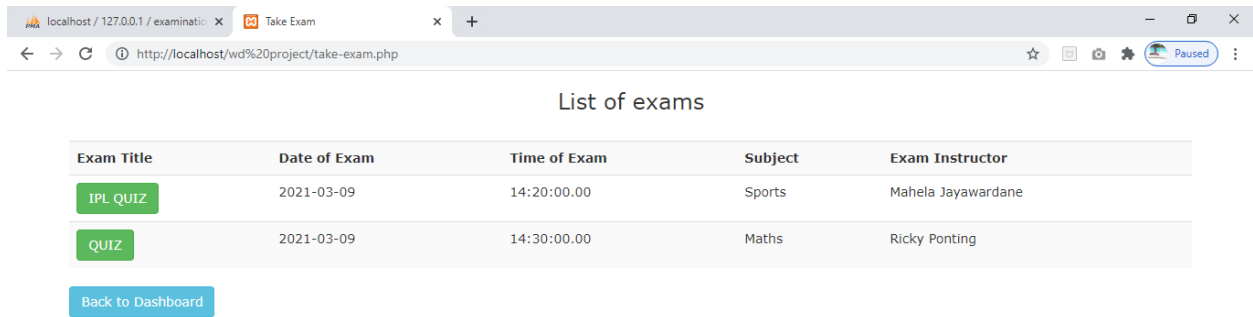 localhost / 127.0.0.1 / examinatio
Take Exam
http://localhost/wd%20project/take-exam.php
Paused
List of exams
Exam Title Date of Exam Time of Exam Subject Exam Instructor
IPL QUIZ 2021-03-09 14:20:00.00 Sports Mahela Jayawardane
QUIZ 2021-03-09 14:30:00.00 Maths Ricky Ponting
Back to Dashboard